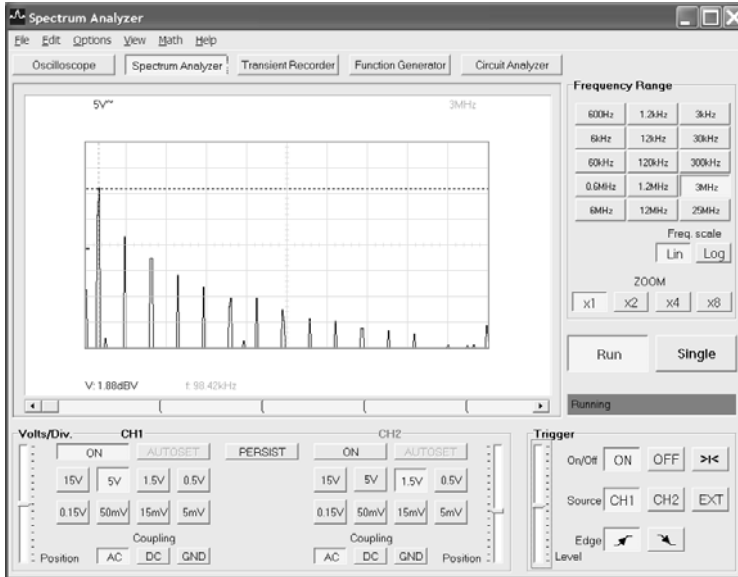 Spectrum Analyzer
File Edit Options View Math Help
Oscilloscope Spectrum Analyzer Transient Recorder Function Generator Circuit Analyzer
5V~ 3MHz
V: 1.88dBV f: 98.42kHz
Frequency Range
600Hz 1.2kHz 3kHz
6kHz 12kHz 30kHz
60kHz 120kHz 300kHz
0.6MHz 1.2MHz 3MHz
6MHz 12MHz 25MHz
Freq. scale
Lin Log
ZOOM
x1 x2 x4 x8
Run Single
Running
Volts/Div. CH1 CH2
ON AUTOSET PERSIST ON AUTOSET
15V 5V 1.5V 0.5V 15V 5V 1.5V 0.5V
0.15V 50mV 15mV 5mV 0.15V 50mV 15mV 5mV
Coupling Coupling
Position AC DC GND AC DC GND Position
Trigger
On/Off ON OFF >I<
Source CH1 CH2 EXT
Edge
Level